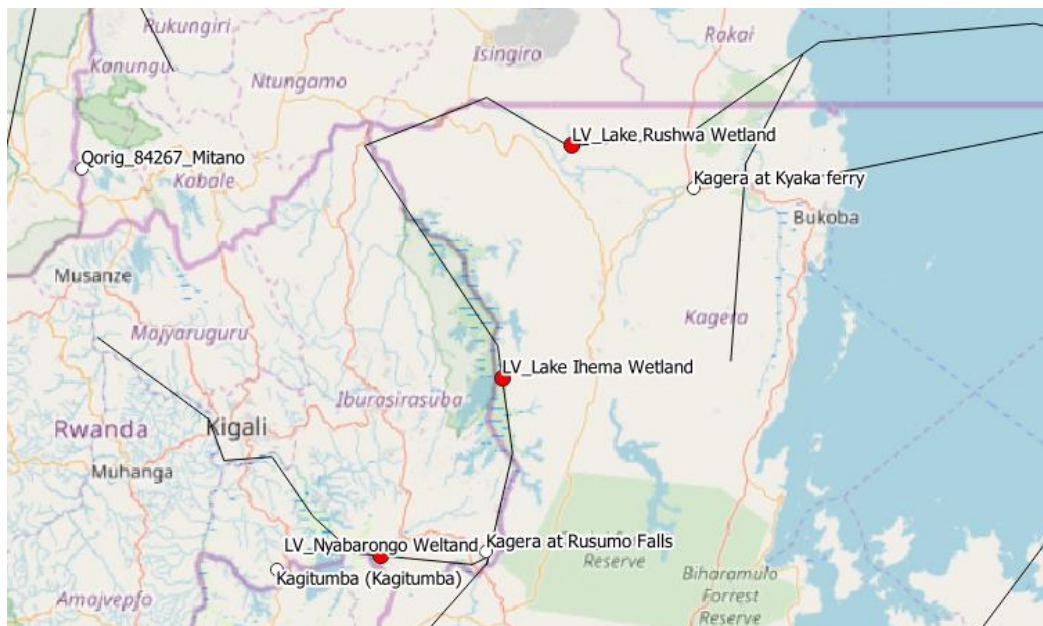 Rukungiri
Kanungu
Ntungamo
Isingiro
Rakai
LV_Lake Rushwa Wetland
Qorig_84267_Mitano
Kabale
Kagera at Kyaka ferry
Bukoba
Musanze
Majyaruguru
Kagera
LV_Lake Ihema Wetland
Iburasirasuba
Rwanda
Kigali
Muhanga
LV_Nyabarongo Weltand
Kagera at Rusumo Falls
Reserve
Kagitumba (Kagitumba)
Biharamulo
Forrest
Reserve
Amajyepfo